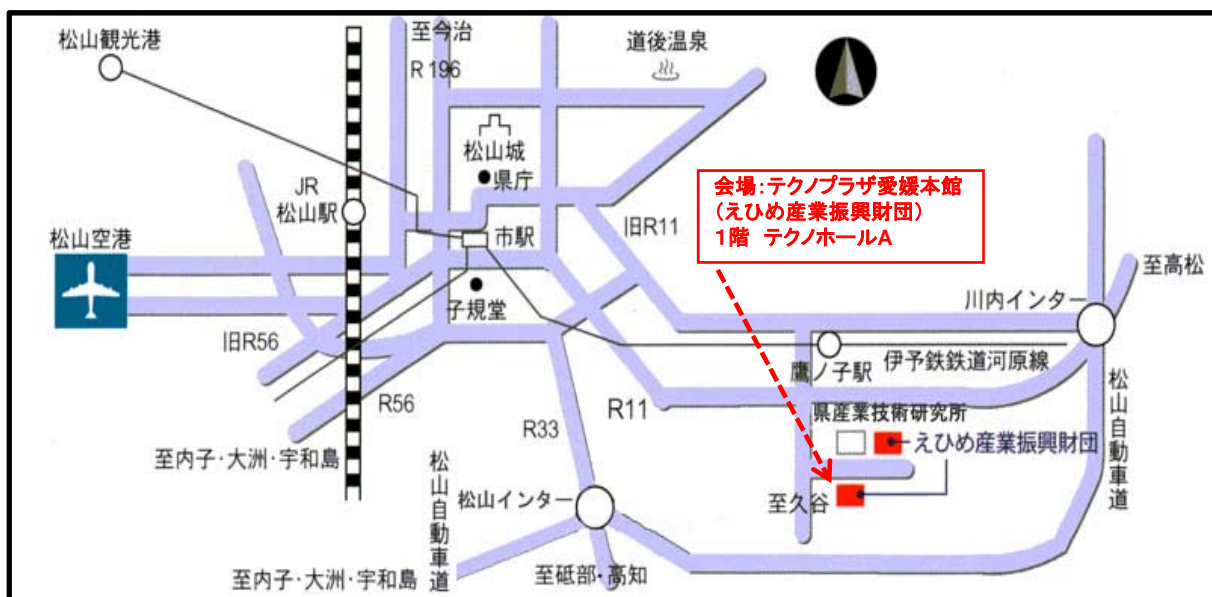 松山観光港
至今治
R 196
道後温泉
松山城
県庁
JR
松山駅
市駅
旧R11
会場:テクノプラザ愛媛本館
(えひめ産業振興財団)
1階 テクノホールA
松山空港
至高松
川内インター
子規堂
旧R56
鷹ノ子駅
伊予鉄鉄道河原線
R56
R11
R33
県産業技術研究所
えひめ産業振興財団
至内子・大洲・宇和島
松山自動車道
松山インター
至久谷
松山自動車道
至内子・大洲・宇和島
至砥部・高知